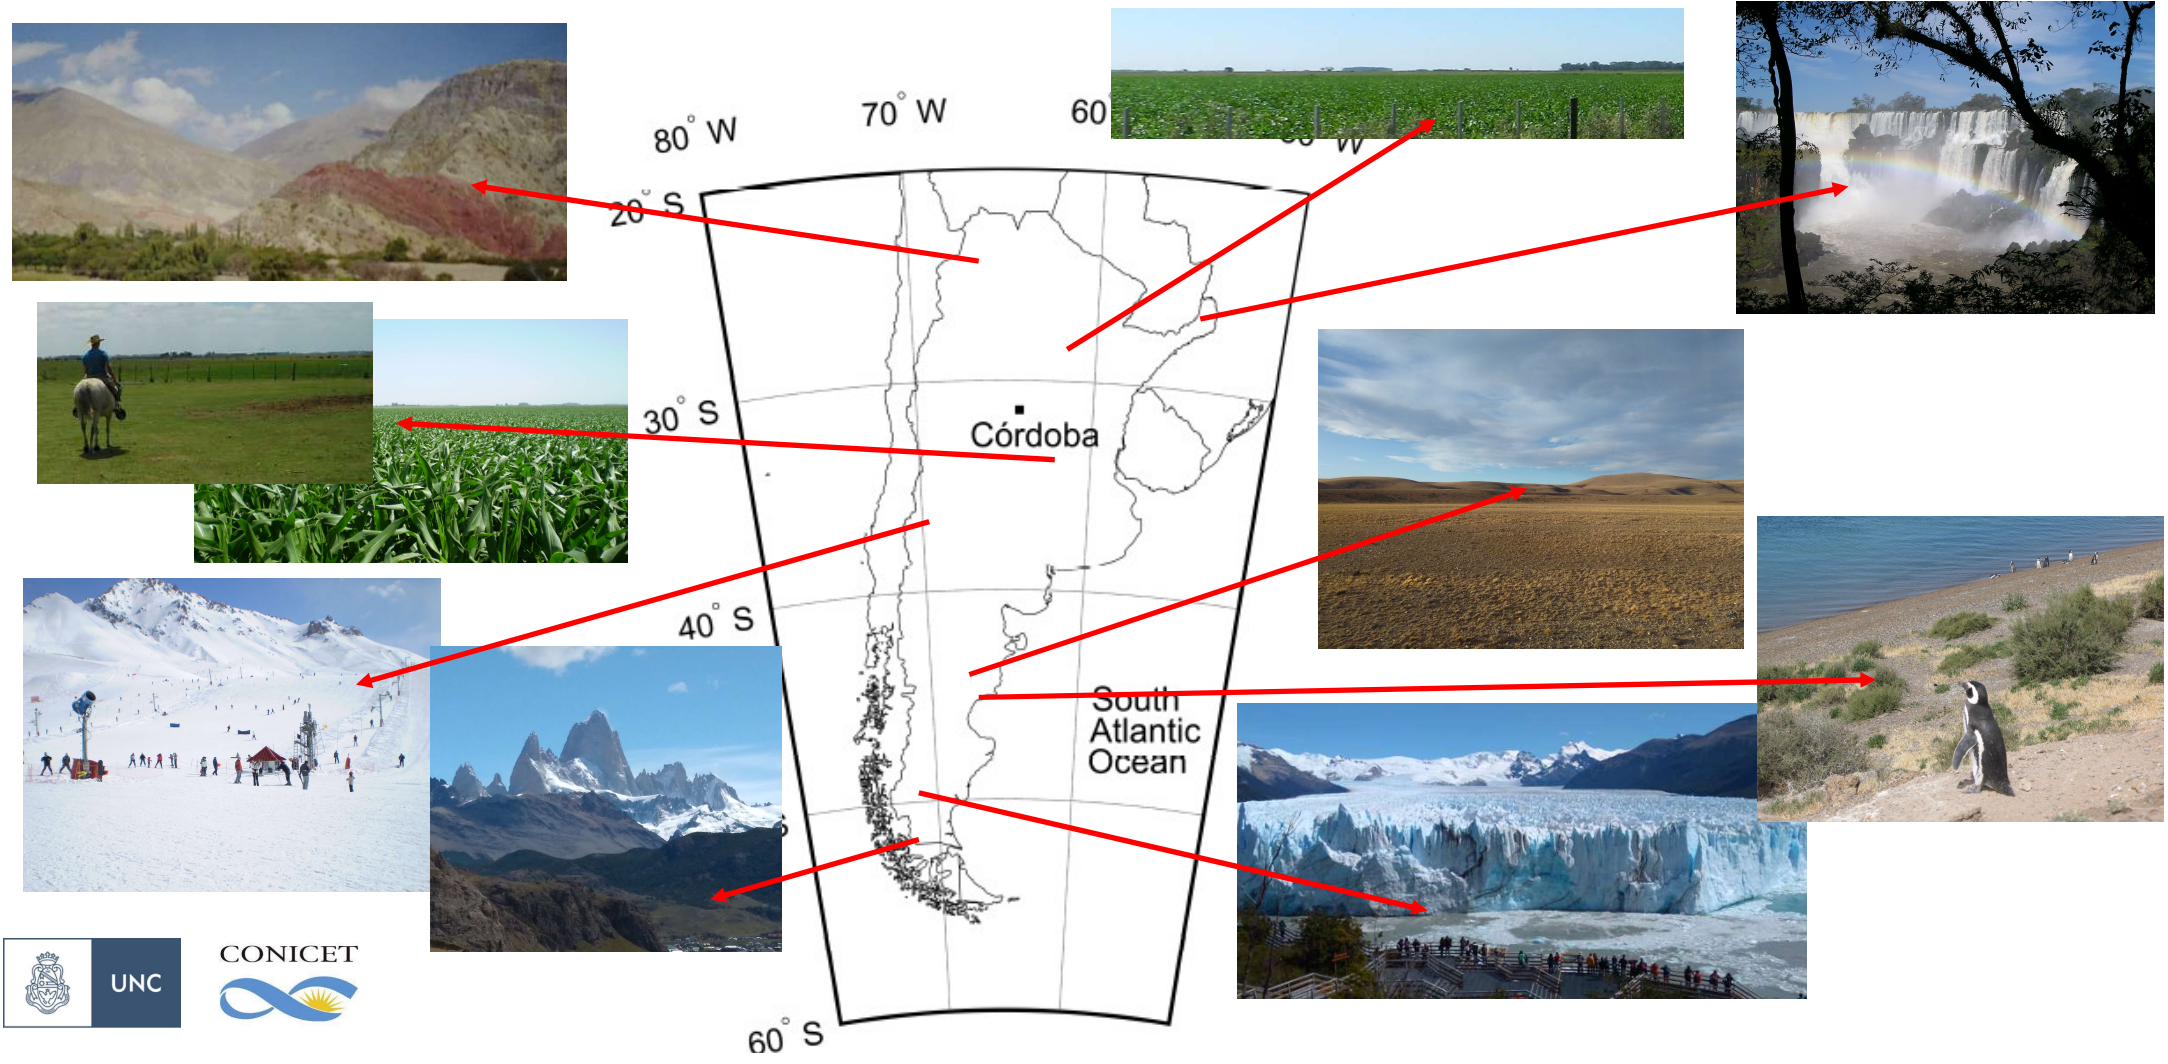 80° W
70° W
60
W
20° S
30° S
Córdoba
40° S
South
Atlantic
Ocean
S
60° S
UNC
CONICET